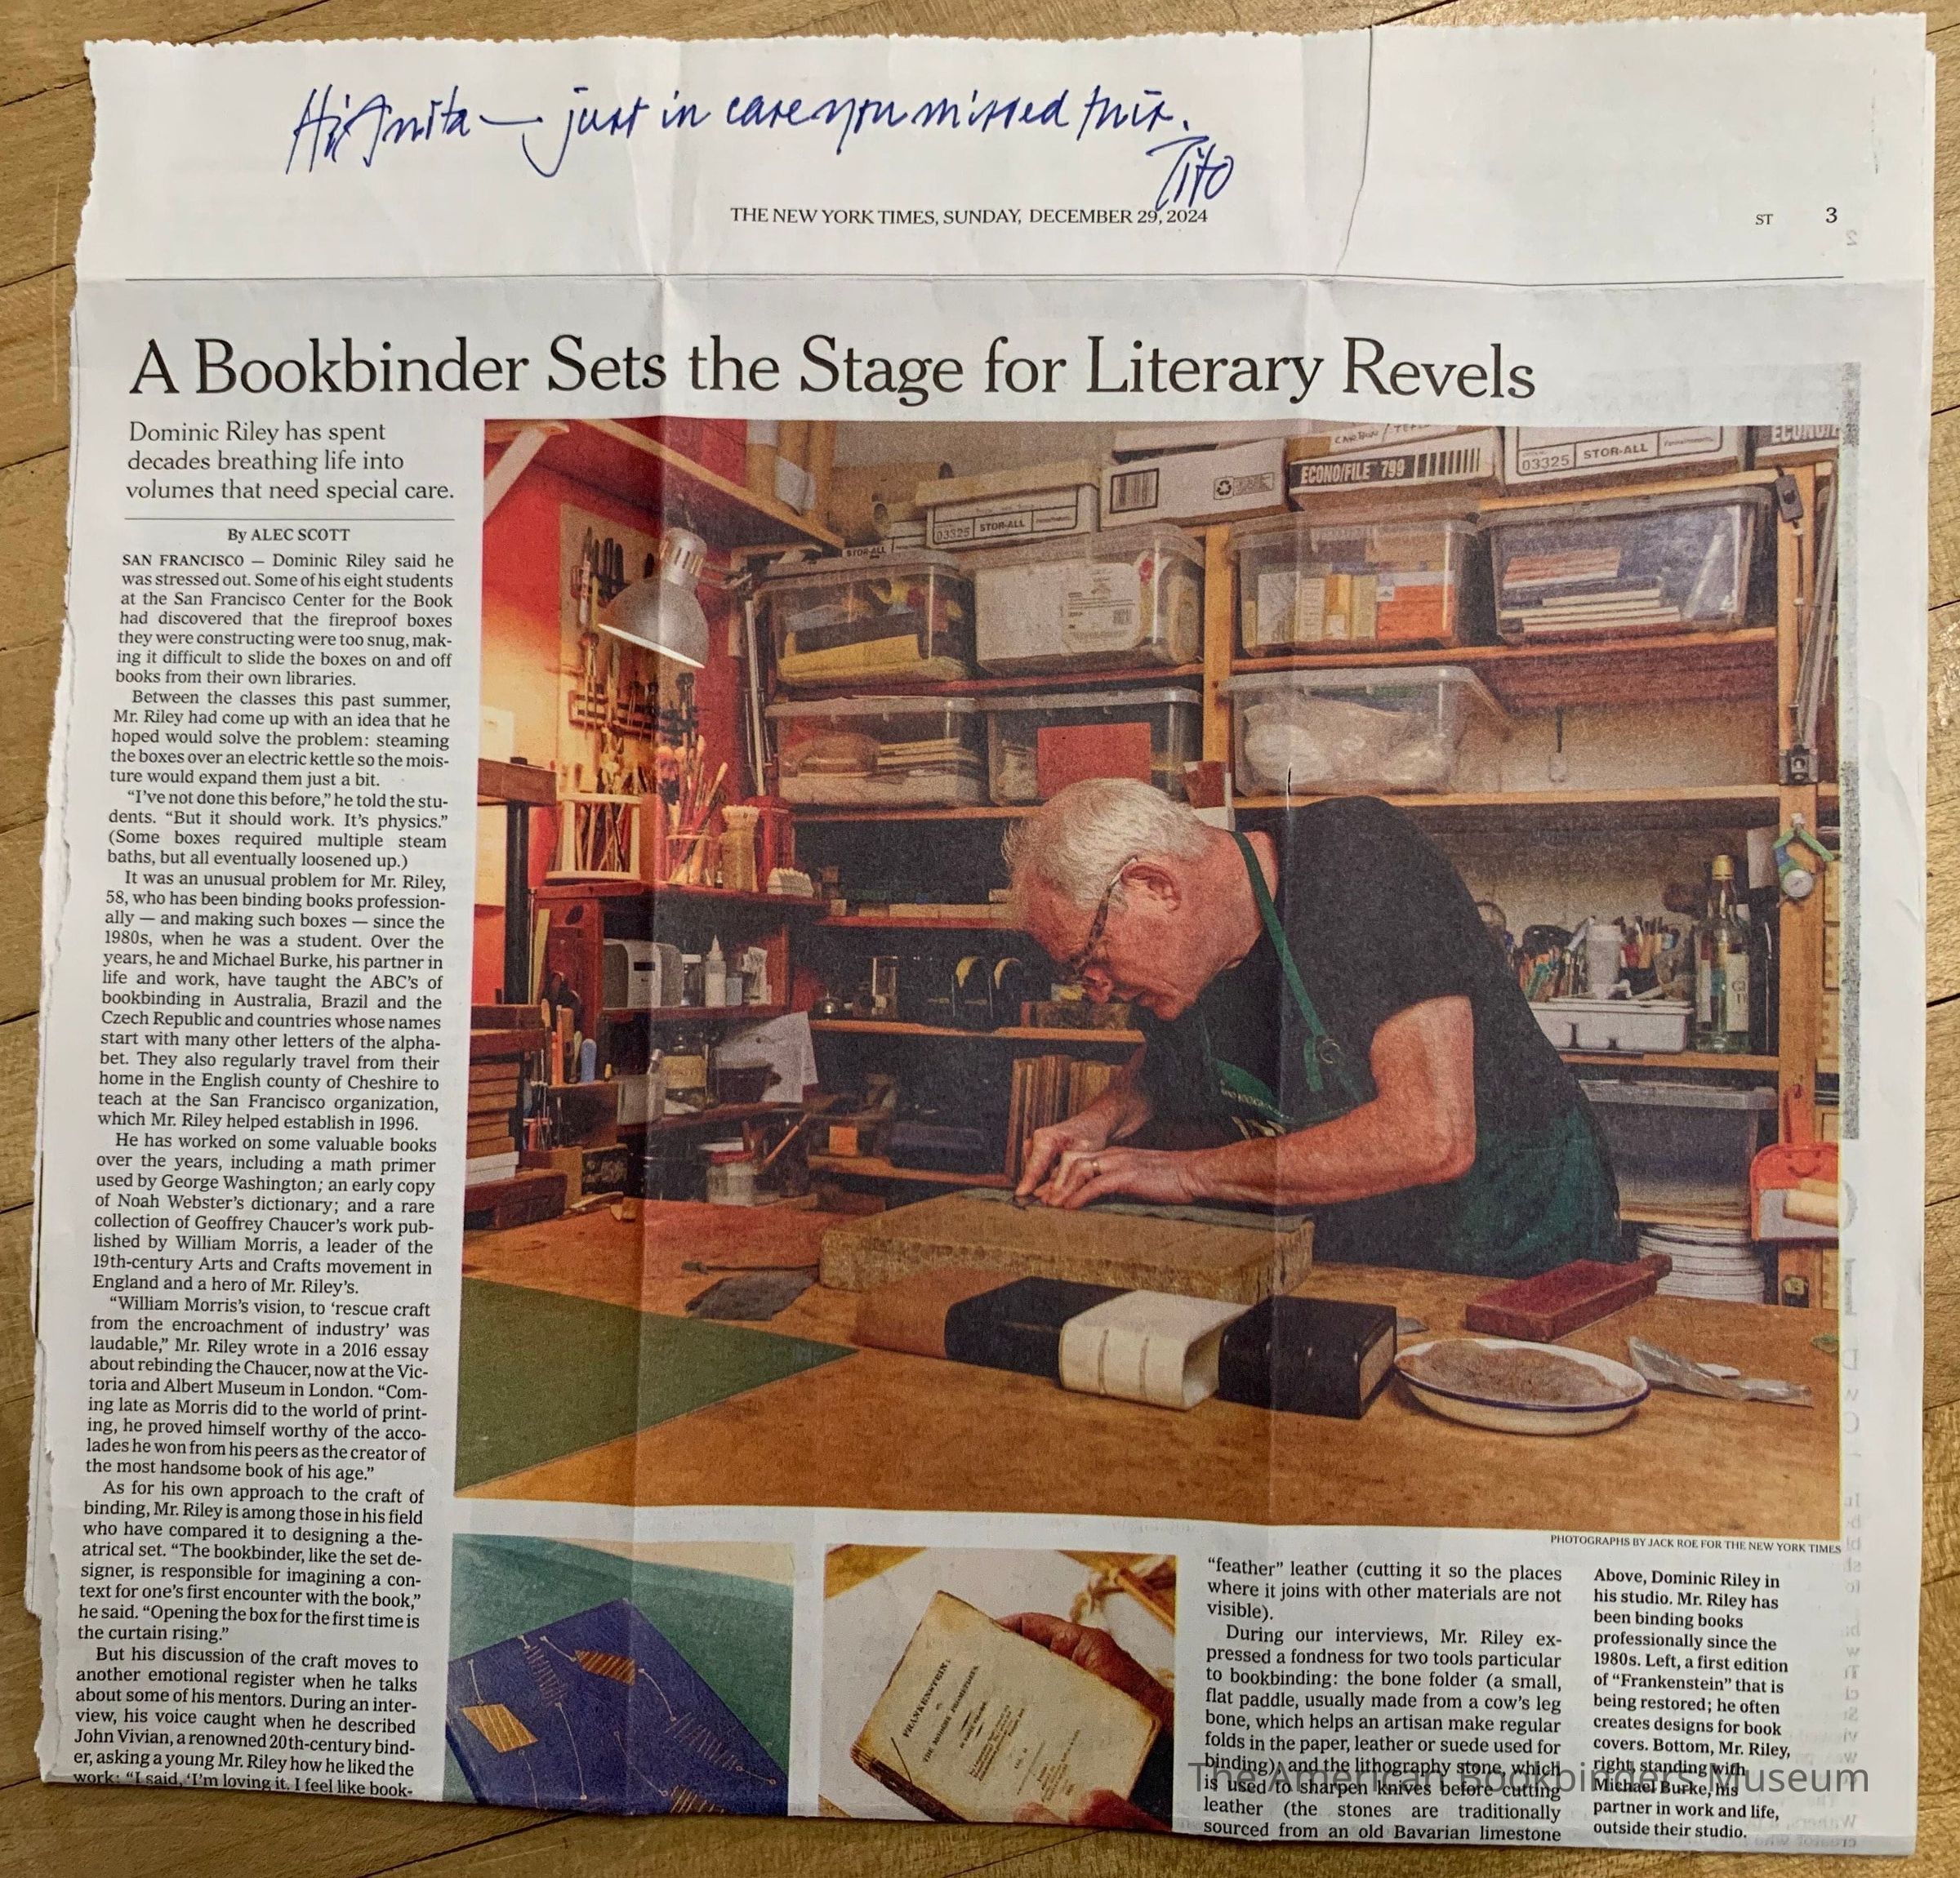 Hi Anita — just in case you missed this.
Tito
THE NEW YORK TIMES, SUNDAY, DECEMBER 29, 2024
ST 3
A Bookbinder Sets the Stage for Literary Revels
Dominic Riley has spent
decades breathing life into
volumes that need special care.
By ALEC SCOTT
SAN FRANCISCO — Dominic Riley said he
was stressed out. Some of his eight students
at the San Francisco Center for the Book
had discovered that the fireproof boxes
they were constructing were too snug, mak-
ing it difficult to slide the boxes on and off
books from their own libraries.
Between the classes this past summer,
Mr. Riley had come up with an idea that he
hoped would solve the problem: steaming
the boxes over an electric kettle so the mois-
ture would expand them just a bit.
“I’ve not done this before,” he told the stu-
dents. “But it should work. It’s physics.”
(Some boxes required multiple steam
baths, but all eventually loosened up.)
It was an unusual problem for Mr. Riley,
58, who has been binding books profession-
ally — and making such boxes — since the
1980s, when he was a student. Over the
years, he and Michael Burke, his partner in
life and work, have taught the ABC’s of
bookbinding in Australia, Brazil and the
Czech Republic and countries whose names
start with many other letters of the alpha-
bet. They also regularly travel from their
home in the English county of Cheshire to
teach at the San Francisco organization,
which Mr. Riley helped establish in 1996.
He has worked on some valuable books
over the years, including a math primer
used by George Washington; an early copy
of Noah Webster’s dictionary; and a rare
collection of Geoffrey Chaucer’s work pub-
lished by William Morris, a leader of the
19th-century Arts and Crafts movement in
England and a hero of Mr. Riley’s.
“William Morris’s vision, to ‘rescue craft
from the encroachment of industry’ was
laudable,” Mr. Riley wrote in a 2016 essay
about rebinding the Chaucer, now at the Vic-
toria and Albert Museum in London. “Com-
ing late as Morris did to the world of print-
ing, he proved himself worthy of the acco-
lades he won from his peers as the creator of
the most handsome book of his age.”
As for his own approach to the craft of
binding, Mr. Riley is among those in his field
who have compared it to designing a the-
atrical set. “The bookbinder, like the set de-
signer, is responsible for imagining a con-
text for one’s first encounter with the book,”
he said. “Opening the box for the first time is
the curtain rising.”
But his discussion of the craft moves to
another emotional register when he talks
about some of his mentors. During an inter-
view, his voice caught when he described
John Vivian, a renowned 20th-century bind-
er, asking a young Mr. Riley how he liked the
work: “I said, ‘I’m loving it. I feel like book-
ECONO/FILE 799
03325 STOR-ALL
ECONO/FI
03325 STOR-ALL
STOR-ALL
PHOTOGRAPHS BY JACK ROE FOR THE NEW YORK TIMES
FRANKENSTEIN;
OR,
THE MODERN PROMETHEUS.
“feather” leather (cutting it so the places
where it joins with other materials are not
visible).
During our interviews, Mr. Riley ex-
pressed a fondness for two tools particular
to bookbinding: the bone folder (a small,
flat paddle, usually made from a cow’s leg
bone, which helps an artisan make regular
folds in the paper, leather or suede used for
binding), and the lithography stone, which
is used to sharpen knives before cutting
leather (the stones are traditionally
sourced from an old Bavarian limestone
Above, Dominic Riley in
his studio. Mr. Riley has
been binding books
professionally since the
1980s. Left, a first edition
of “Frankenstein” that is
being restored; he often
creates designs for book
covers. Bottom, Mr. Riley,
right, standing with
Michael Burke, his
partner in work and life,
outside their studio.
The American Bookbinders Museum